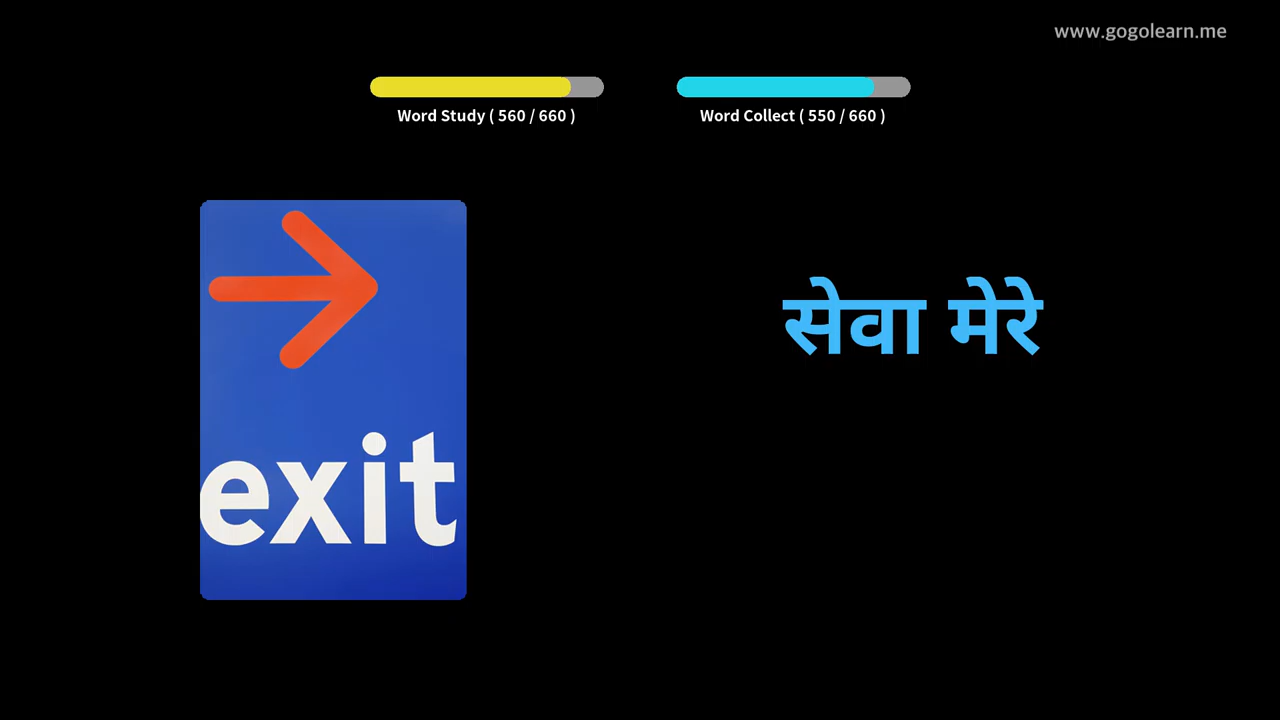 www.gogolearn.me
Word Study ( 560 / 660 )
Word Collect ( 550 / 660 )
सेवा मेरे
exit